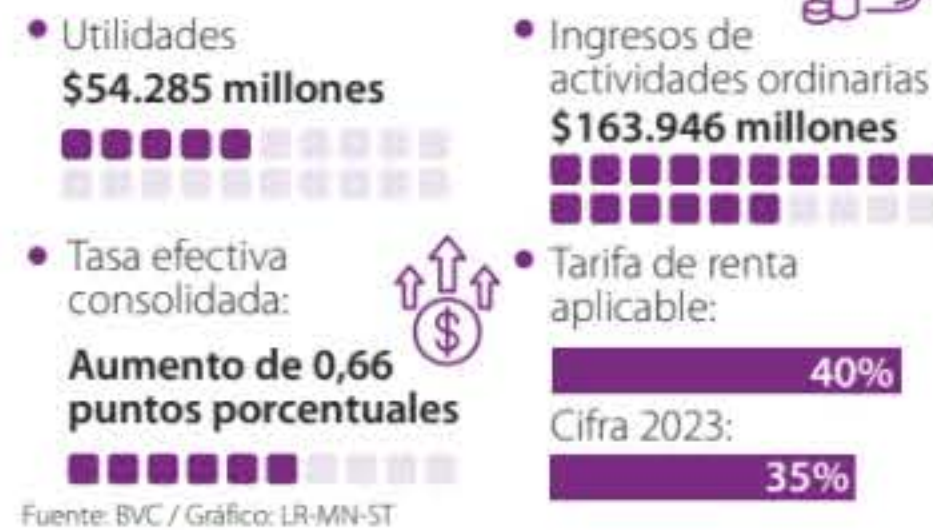 Utilidades
$54.285 millones
Ingresos de
actividades ordinarias
$163.946 millones
Tasa efectiva
consolidada:
$
Aumento de 0,66
puntos porcentuales
Tarifa de renta
aplicable:
40%
Cifra 2023:
35%
Fuente: BVC / Gráfico: LR-MN-ST